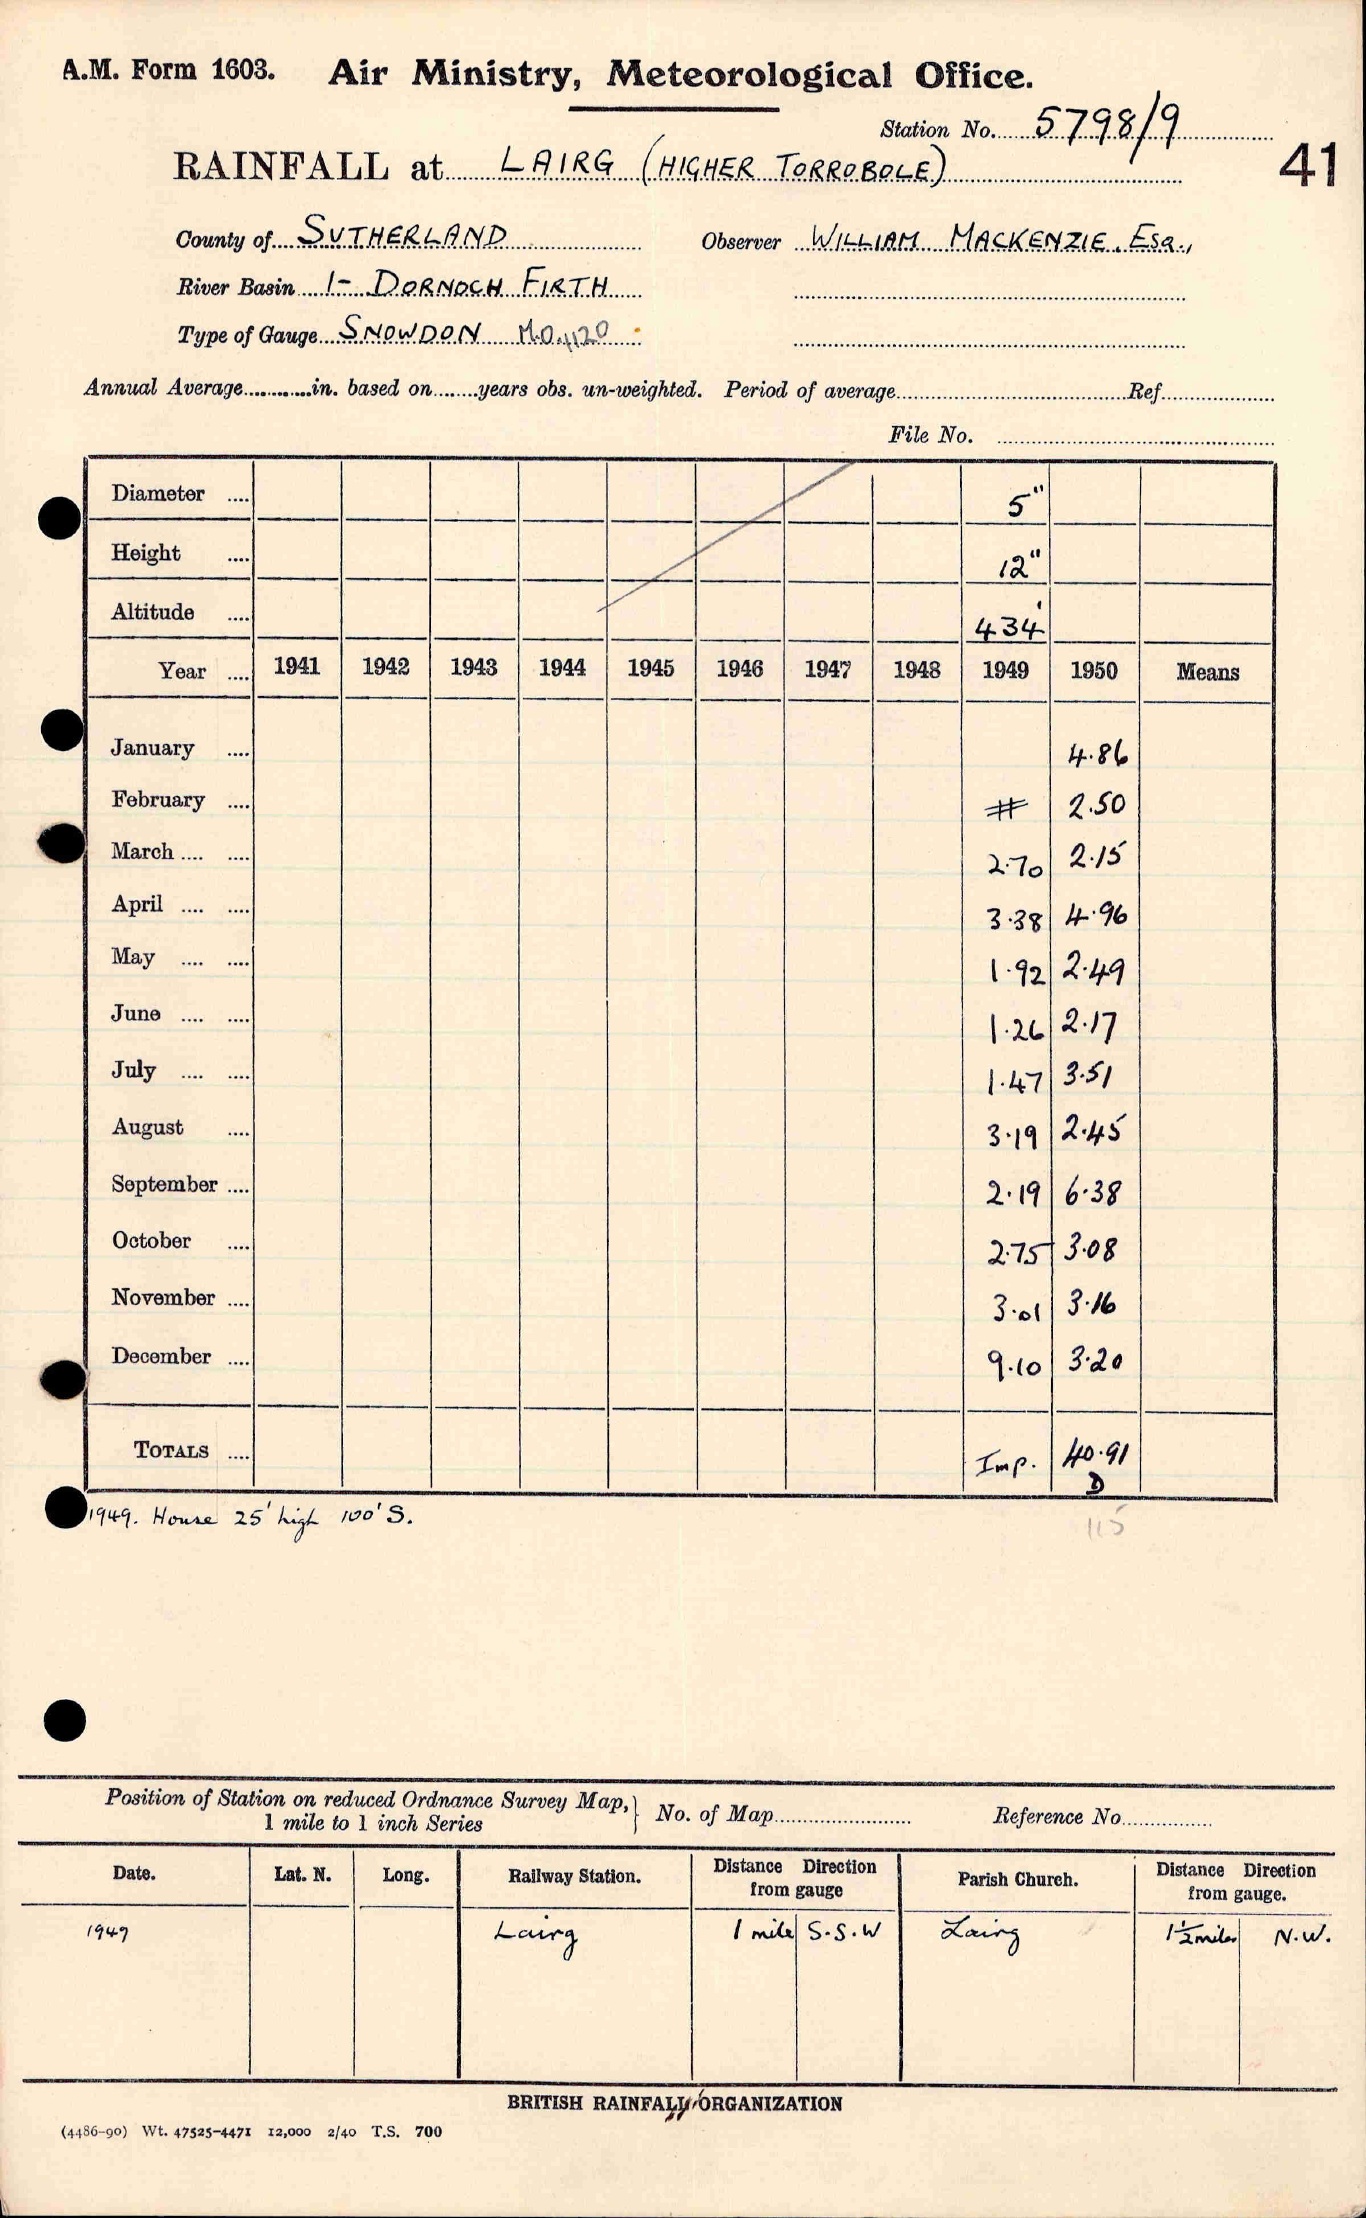 A.M. Form 1603. Air Ministry, Meteorological Office.
Station No. 5798/9
41
RAINFALL at LAIRG (HIGHER TORROBOLE)
County of SUTHERLAND Observer WILLIAM MACKENZIE, Esq.,
River Basin 1- DORNOCH FIRTH
Type of Gauge SNOWDON M.O. 4120
Annual Average............in. based on........years obs. un-weighted. Period of average........Ref........
File No.
Diameter .... 5"
Height .... 12"
Altitude .... 434'
Year .... 1941 1942 1943 1944 1945 1946 1947 1948 1949 1950 Means
January .... 4.86
February .... # 2.50
March .... .... 2.70 2.15
April .... .... 3.38 4.96
May .... .... 1.92 2.49
June .... .... 1.26 2.17
July .... .... 1.47 3.51
August .... 3.19 2.45
September .... 2.19 6.38
October .... 2.75 3.08
November .... 3.01 3.16
December .... 9.10 3.20
TOTALS .... Imp. 40.91
D
1949. House 25' high 100' S.
115
Position of Station on reduced Ordnance Survey Map, } No. of Map........ Reference No........
1 mile to 1 inch Series
Date. Lat. N. Long. Railway Station. Distance Direction from gauge Parish Church. Distance Direction from gauge.
1949 Lairg 1 mile S.S.W Lairg 1½ miles N.W.
BRITISH RAINFALL ORGANIZATION
(4486-90) Wt. 47525-4471 12,000 2/40 T.S. 700